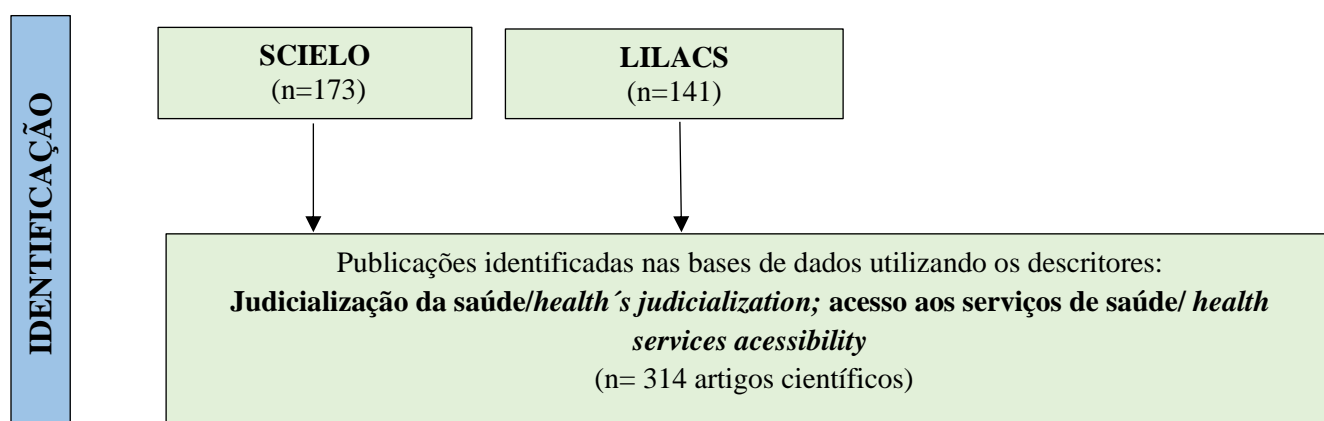 IDENTIFICAÇÃO
SCIELO
(n=173)
LILACS
(n=141)
Publicações identificadas nas bases de dados utilizando os descritores:
Judicialização da saúde/health´s judicialization; acesso aos serviços de saúde/ health
services acessibility
(n= 314 artigos científicos)